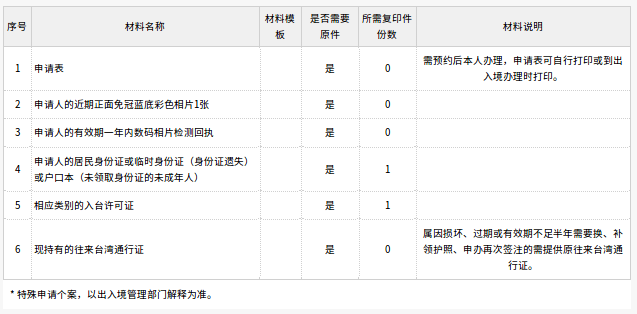 序号 材料名称 材料模板 是否需要原件 所需复印件份数 材料说明
1 申请表 是 0 需预约后本人办理，申请表可自行打印或到出入境办理时打印。
2 申请人的近期正面免冠蓝底彩色相片1张 是 0
3 申请人的有效期一年内数码相片检测回执 是 0
4 申请人的居民身份证或临时身份证（身份证遗失）或户口本（未领取身份证的未成年人） 是 1
5 相应类别的入台许可证 是 1
6 现持有的往来台湾通行证 是 0 属因损坏、过期或有效期不足半年需要换、补领护照、申办再次签注的需提供原往来台湾通行证。
* 特殊申请个案，以出入境管理部门解释为准。